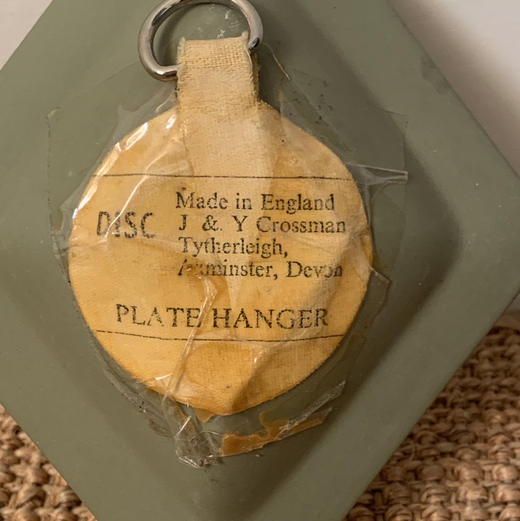 Made in England
DISC J & Y Crossman
Tytherleigh,
Axminster, Devon
PLATE HANGER